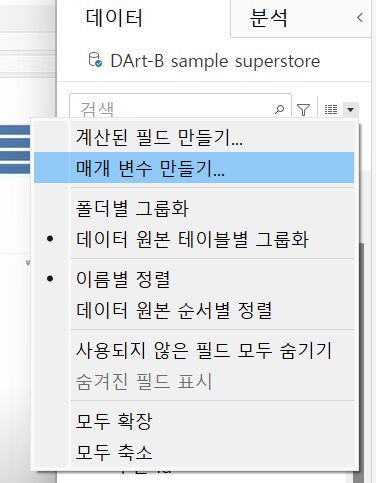 데이터 분석
DArt-B sample superstore
검색
계산된 필드 만들기...
매개 변수 만들기...
폴더별 그룹화
데이터 원본 테이블별 그룹화
이름별 정렬
데이터 원본 순서별 정렬
사용되지 않은 필드 모두 숨기기
숨겨진 필드 표시
모두 확장
모두 축소